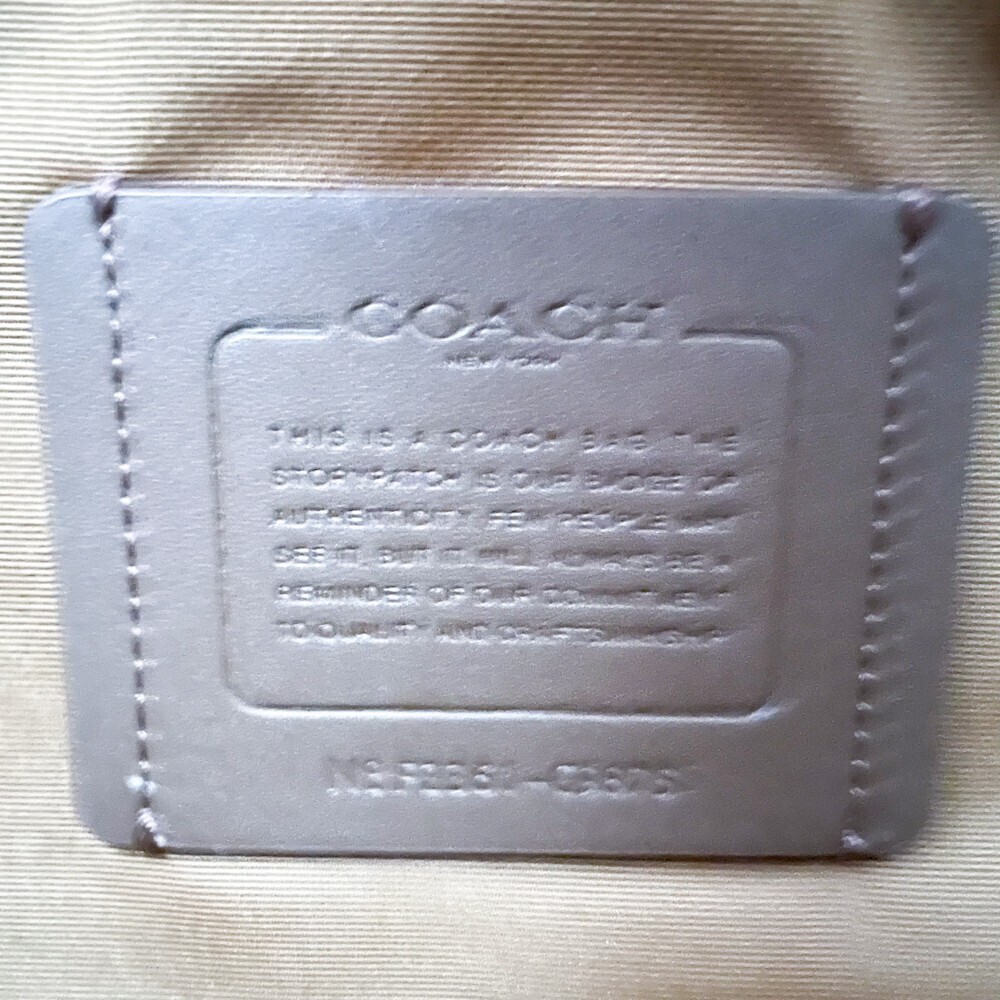 COACH
NEW YORK
THIS IS A COACH BAG. THE
STORYPATCH IS OUR BADGE OF
AUTHENTICITY. FEW PEOPLE MAY
SEE IT, BUT IT WILL ALWAYS BE A
REMINDER OF OUR COMMITMENT
TO QUALITY AND CRAFTSMANSHIP.